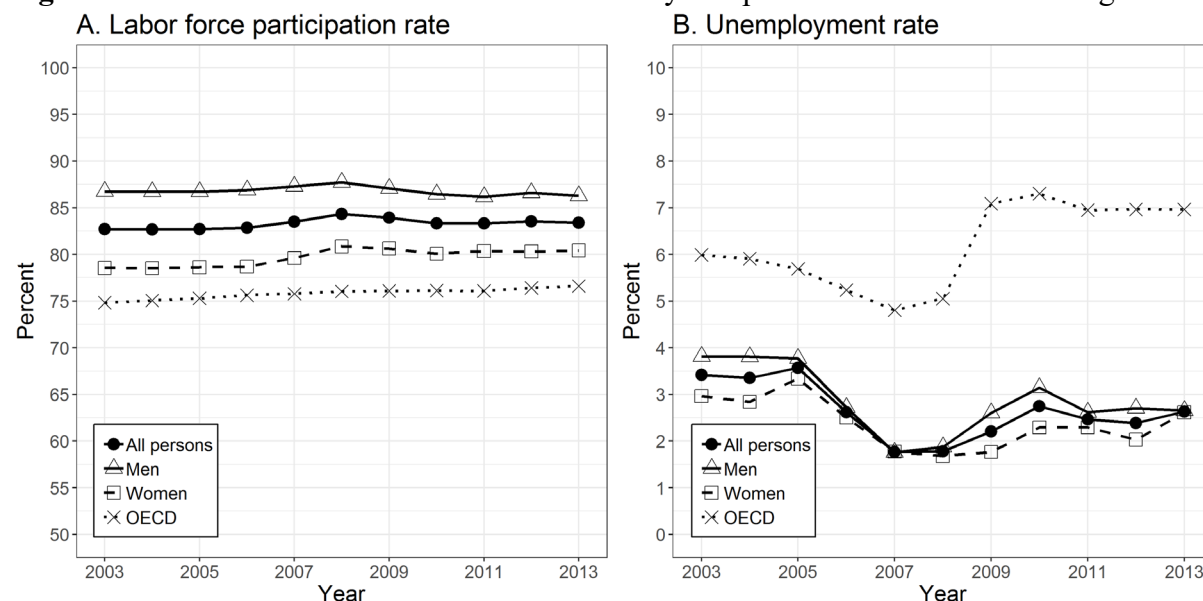 A. Labor force participation rate
100
95
90
85
80
75
70
65
60
55
50
Percent
All persons
Men
Women
OECD
2003 2005 2007 2009 2011 2013
Year
B. Unemployment rate
10
9
8
7
6
5
4
3
2
1
0
Percent
All persons
Men
Women
OECD
2003 2005 2007 2009 2011 2013
Year